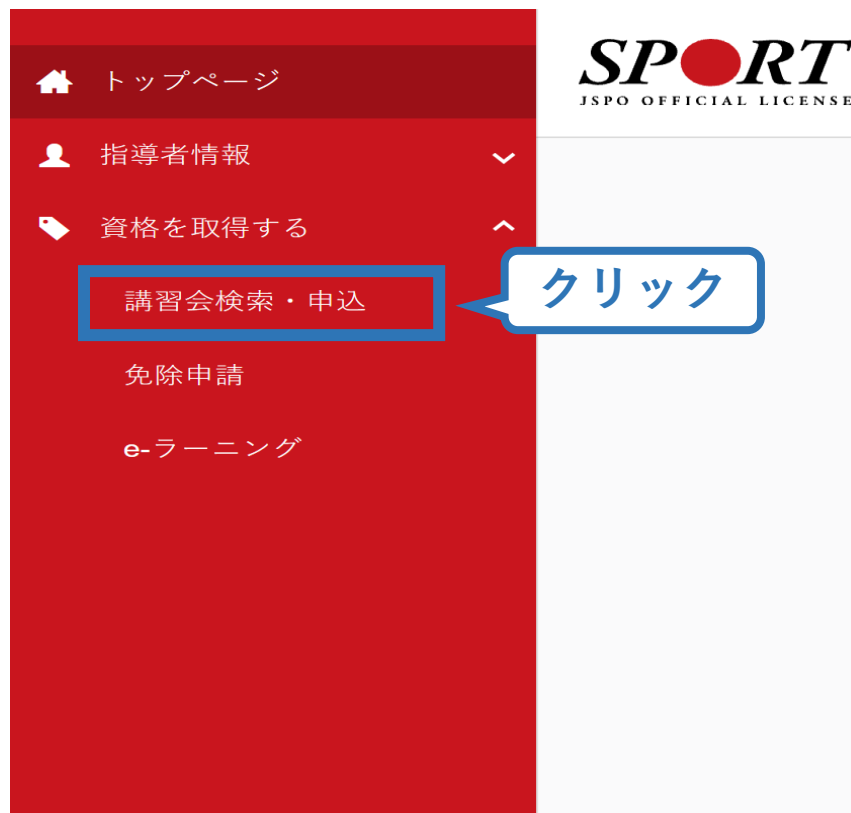 トップページ
指導者情報
資格を取得する
講習会検索・申込
免除申請
e-ラーニング
クリック
SPORT
JSPO OFFICIAL LICENSE